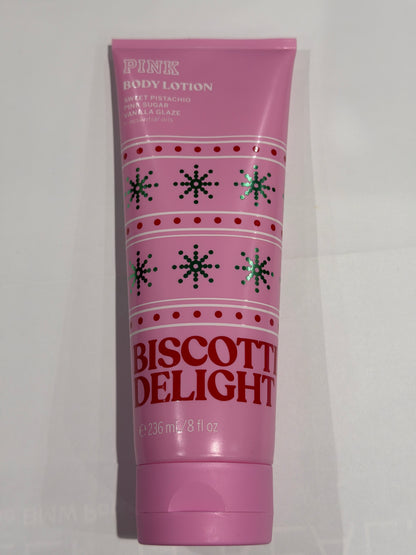 PINK
BODY LOTION
SWEET PISTACHIO
PINK SUGAR
VANILLA GLAZE
BISCOTTI
DELIGHT
℮ 236 mL/8 fl oz